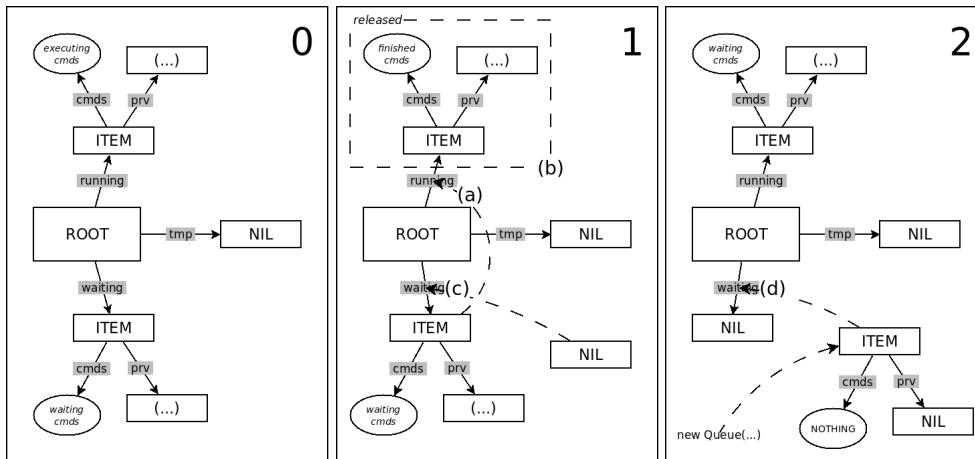 0
executing
cmds
(...)
cmds
prv
ITEM
running
ROOT
tmp
NIL
waiting
ITEM
cmds
prv
waiting
cmds
(...)
released
1
finished
cmds
(...)
cmds
prv
ITEM
(b)
running
(a)
ROOT
tmp
NIL
waiting
(c)
ITEM
NIL
cmds
prv
waiting
cmds
(...)
2
waiting
cmds
(...)
cmds
prv
ITEM
running
ROOT
tmp
NIL
waiting
(d)
NIL
ITEM
cmds
prv
new Queue(...)
NOTHING
NIL